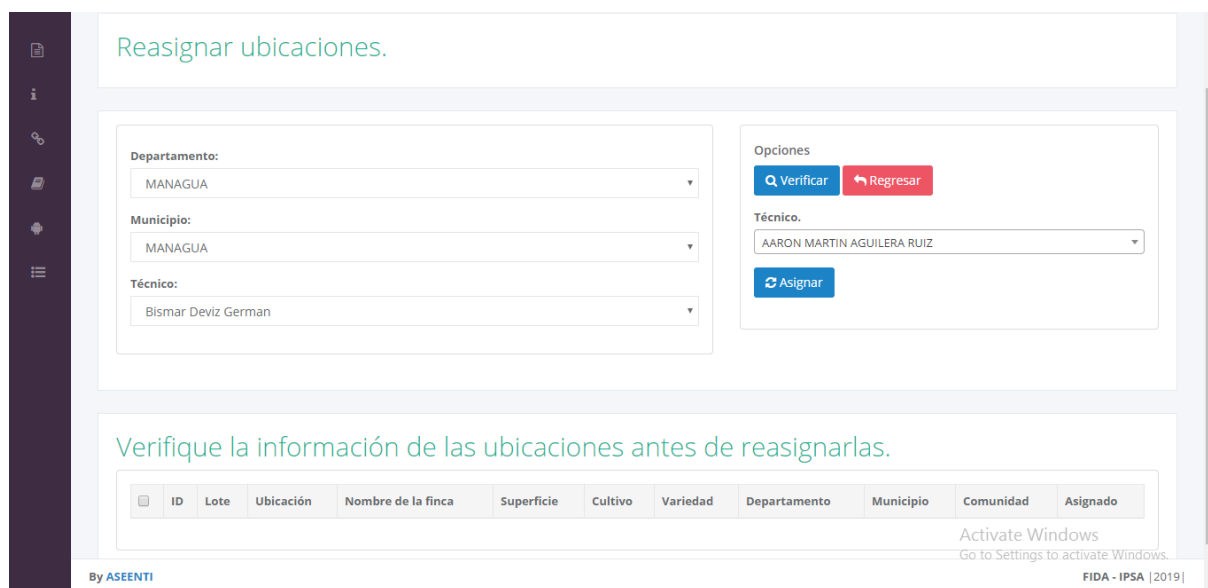 Reasignar ubicaciones.
Departamento:
MANAGUA
Municipio:
MANAGUA
Técnico:
Bismar Deviz German
Opciones
Verificar
Regresar
Técnico.
AARON MARTIN AGUILERA RUIZ
Asignar
Verifique la información de las ubicaciones antes de reasignarlas.
ID Lote Ubicación Nombre de la finca Superficie Cultivo Variedad Departamento Municipio Comunidad Asignado
Activate Windows
Go to Settings to activate Windows.
By ASEENTI
FIDA - IPSA |2019|